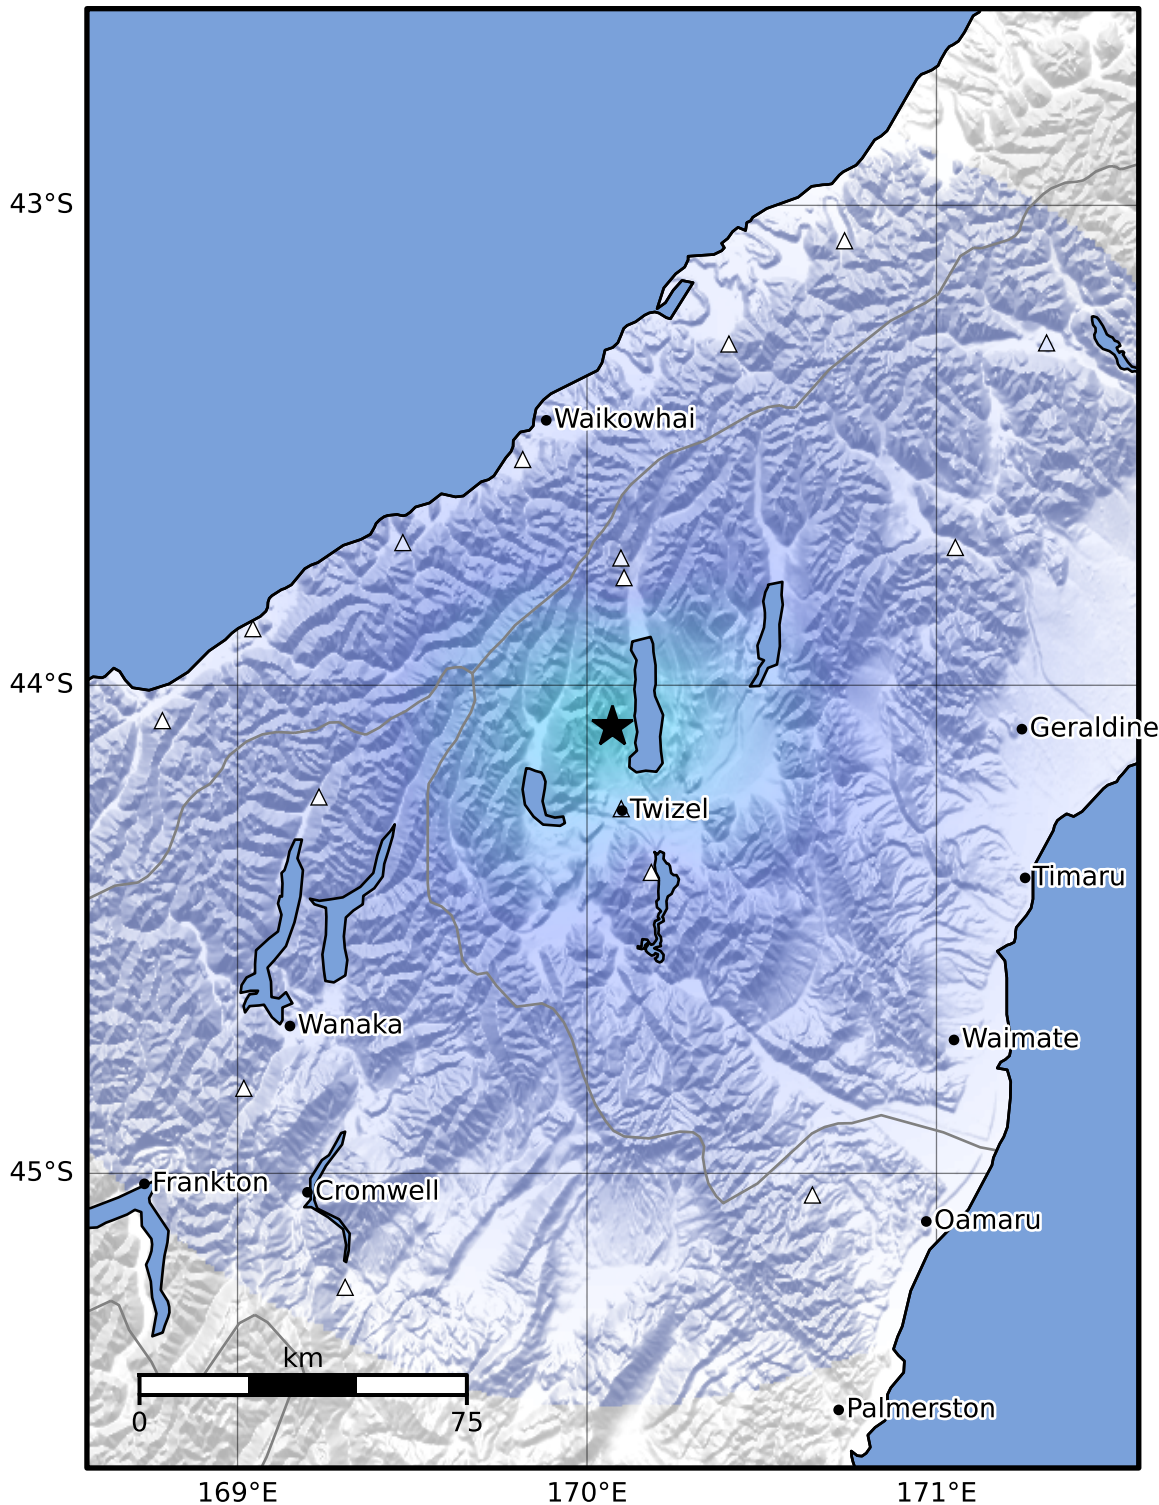 43°S
Waikowhai
44°S
Geraldine
Twizel
Timaru
Wanaka
Waimate
45°S
Frankton
Cromwell
Oamaru
km
0
75
Palmerston
169°E
170°E
171°E